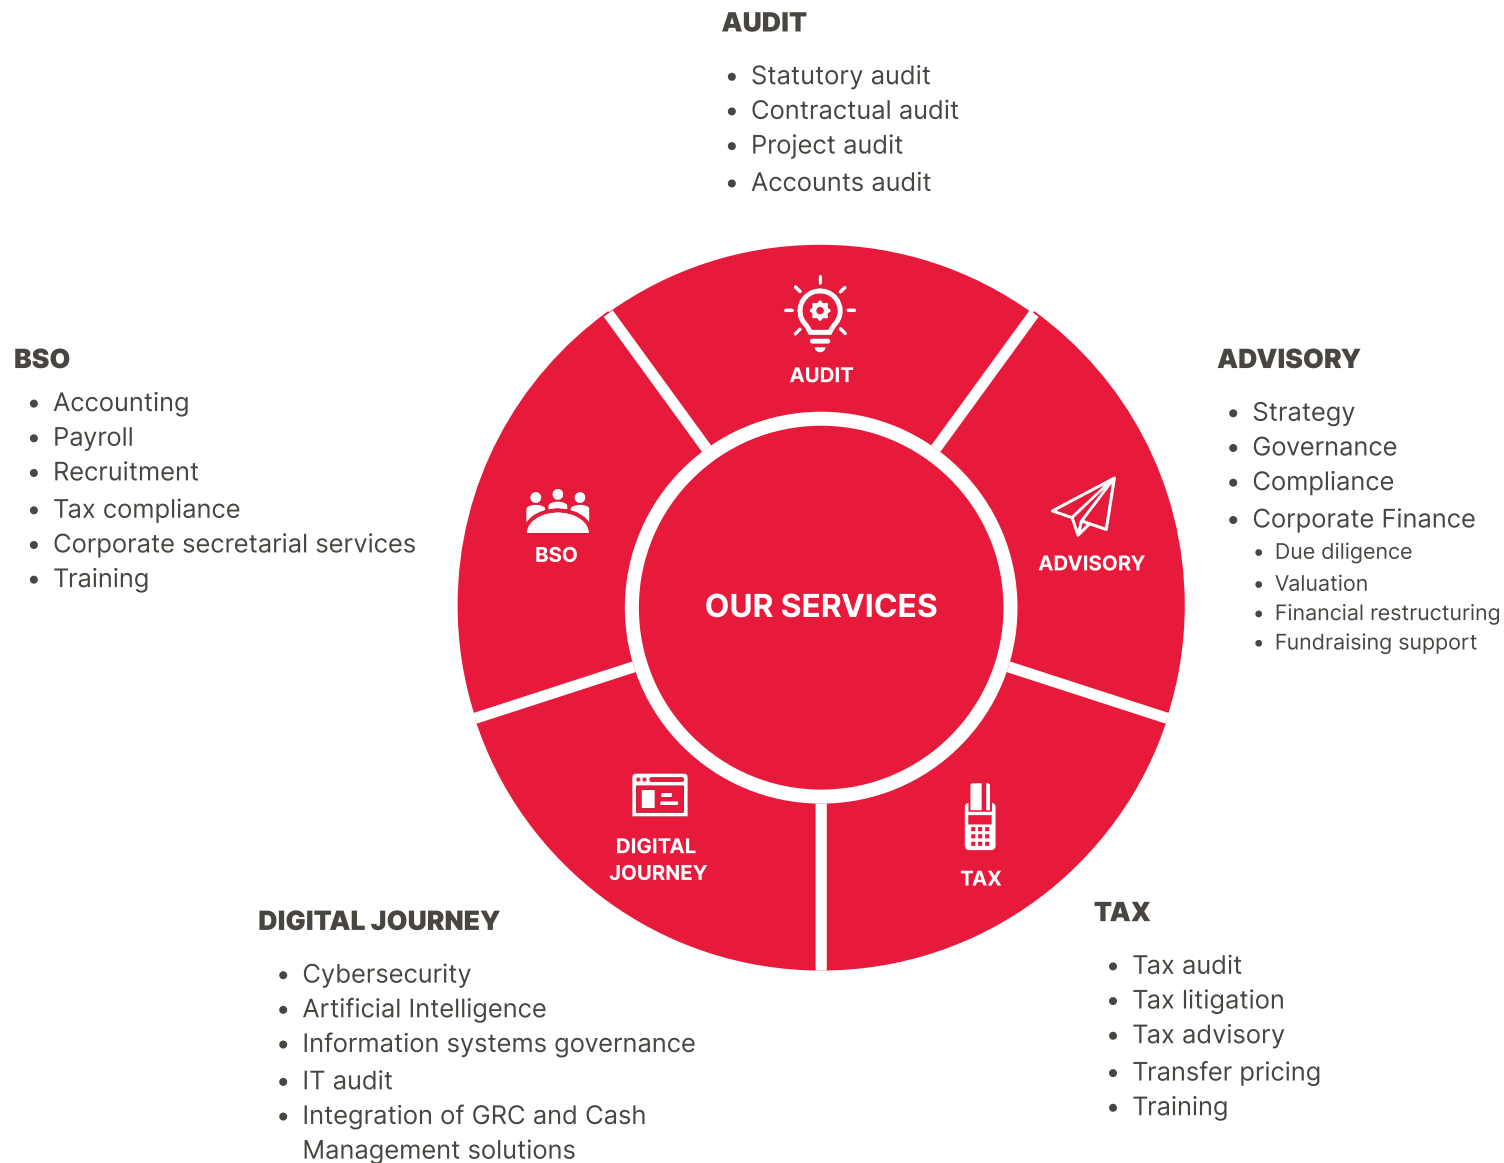 AUDIT
• Statutory audit
• Contractual audit
• Project audit
• Accounts audit
BSO
• Accounting
• Payroll
• Recruitment
• Tax compliance
• Corporate secretarial services
• Training
AUDIT
BSO
ADVISORY
OUR SERVICES
DIGITAL
JOURNEY
TAX
ADVISORY
• Strategy
• Governance
• Compliance
• Corporate Finance
• Due diligence
• Valuation
• Financial restructuring
• Fundraising support
DIGITAL JOURNEY
• Cybersecurity
• Artificial Intelligence
• Information systems governance
• IT audit
• Integration of GRC and Cash
Management solutions
TAX
• Tax audit
• Tax litigation
• Tax advisory
• Transfer pricing
• Training